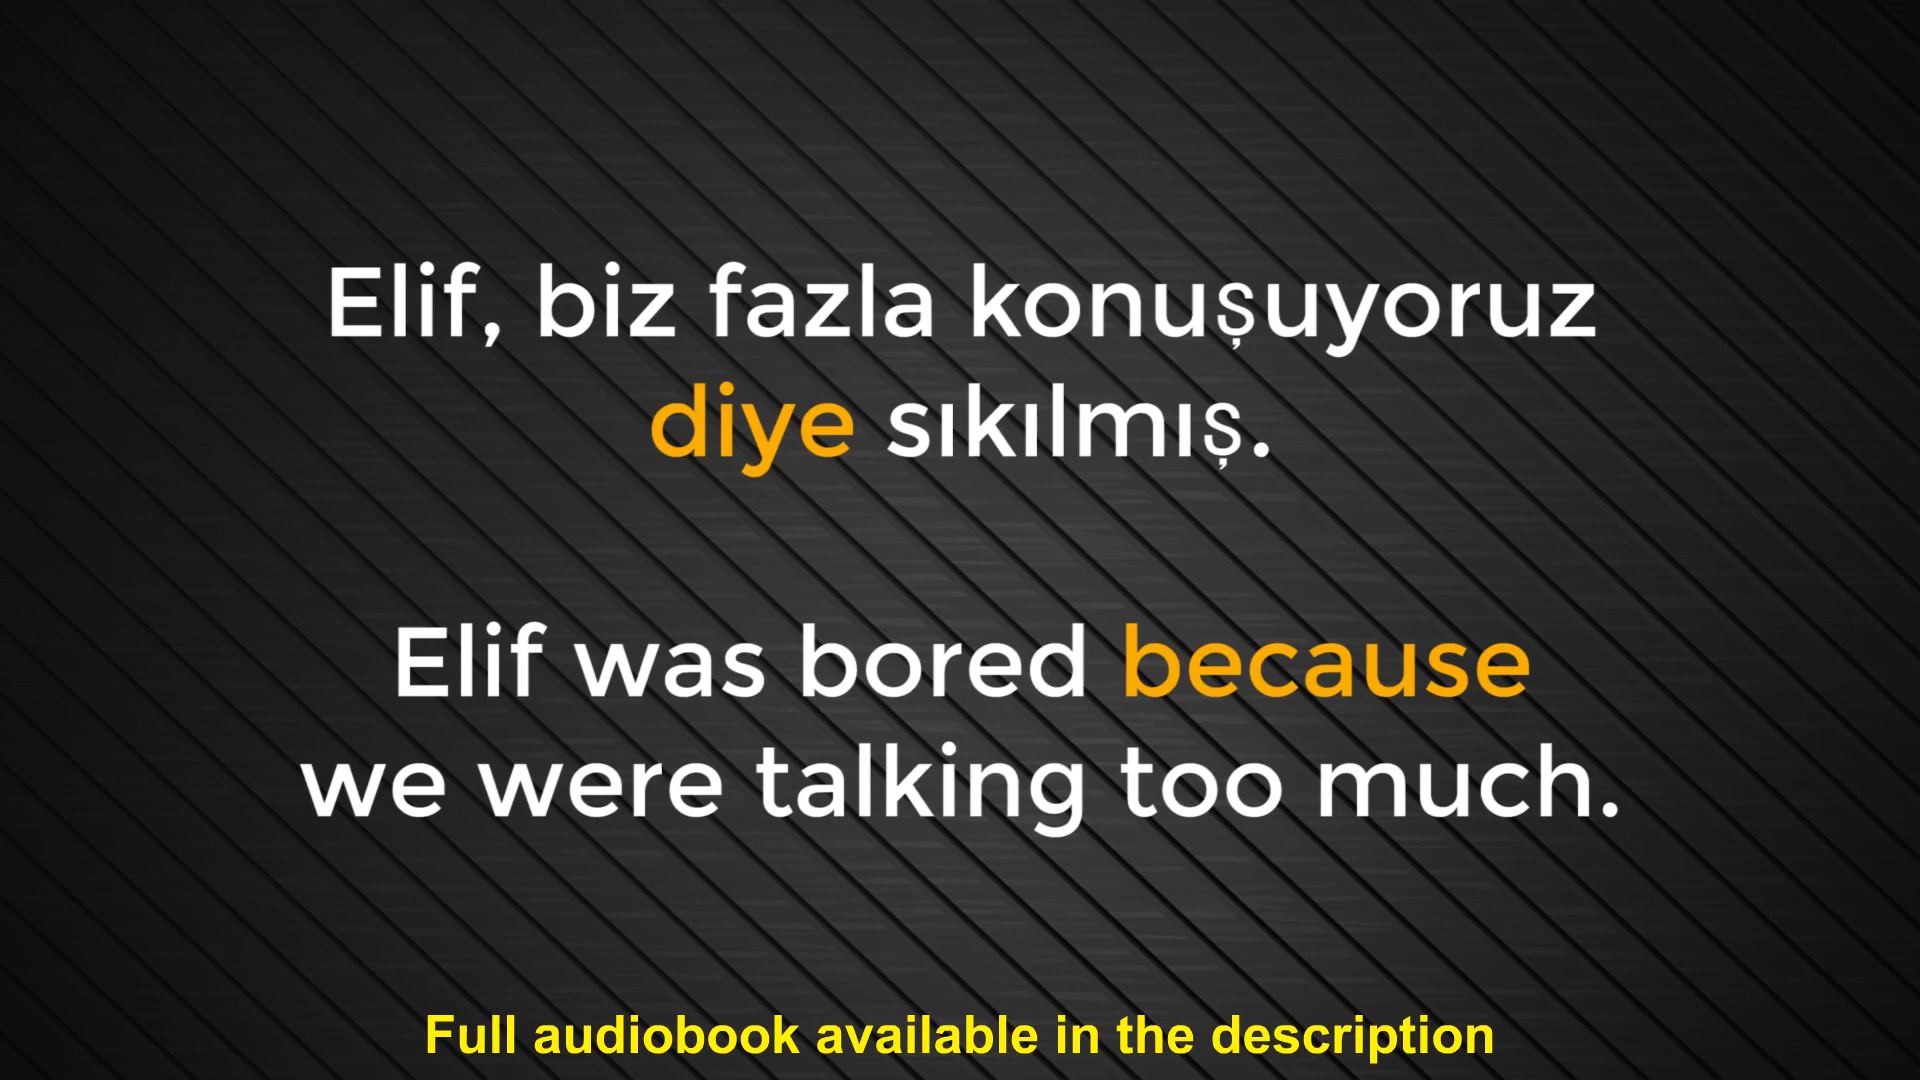 Elif, biz fazla konuşuyoruz
diye sıkılmış.
Elif was bored because
we were talking too much.
Full audiobook available in the description